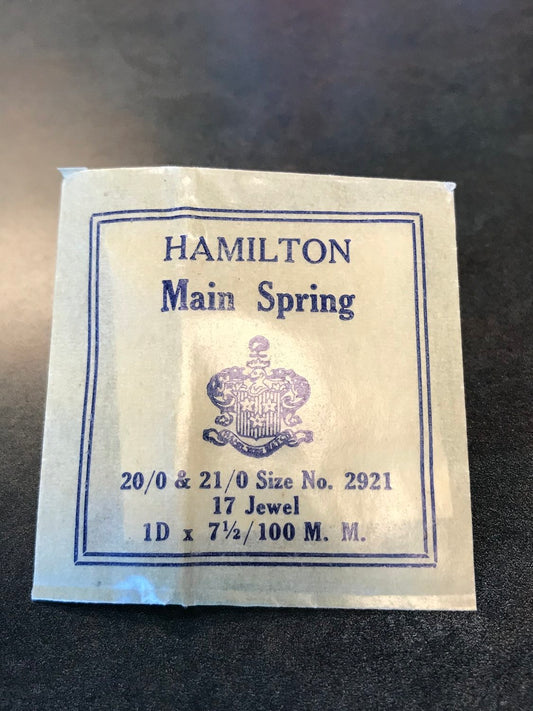 HAMILTON
Main Spring
20/0 & 21/0 Size No. 2921
17 Jewel
1D x 7½/100 M. M.